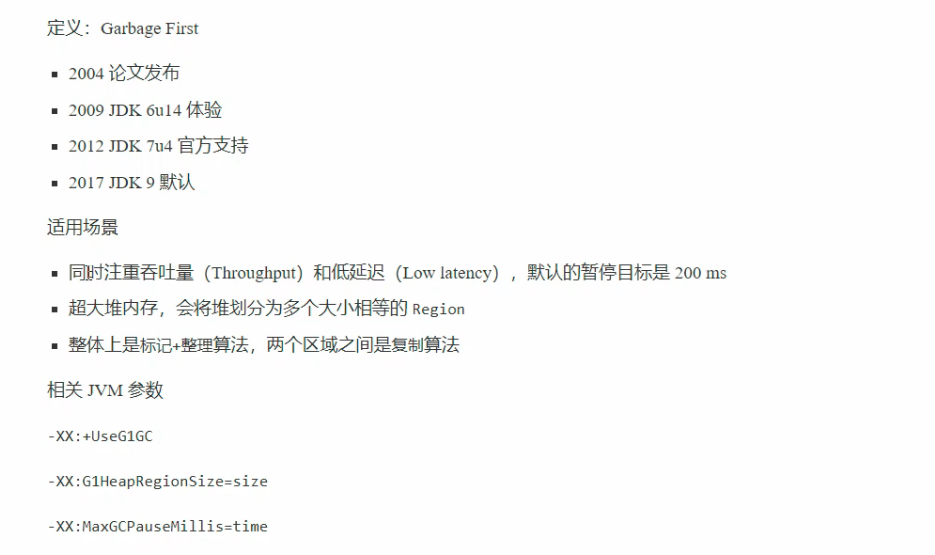 定义：Garbage First
▪ 2004 论文发布
▪ 2009 JDK 6u14 体验
▪ 2012 JDK 7u4 官方支持
▪ 2017 JDK 9 默认
适用场景
▪ 同时注重吞吐量（Throughput）和低延迟（Low latency），默认的暂停目标是 200 ms
▪ 超大堆内存，会将堆划分为多个大小相等的 Region
▪ 整体上是标记+整理算法，两个区域之间是复制算法
相关 JVM 参数
-XX:+UseG1GC
-XX:G1HeapRegionSize=size
-XX:MaxGCPauseMillis=time